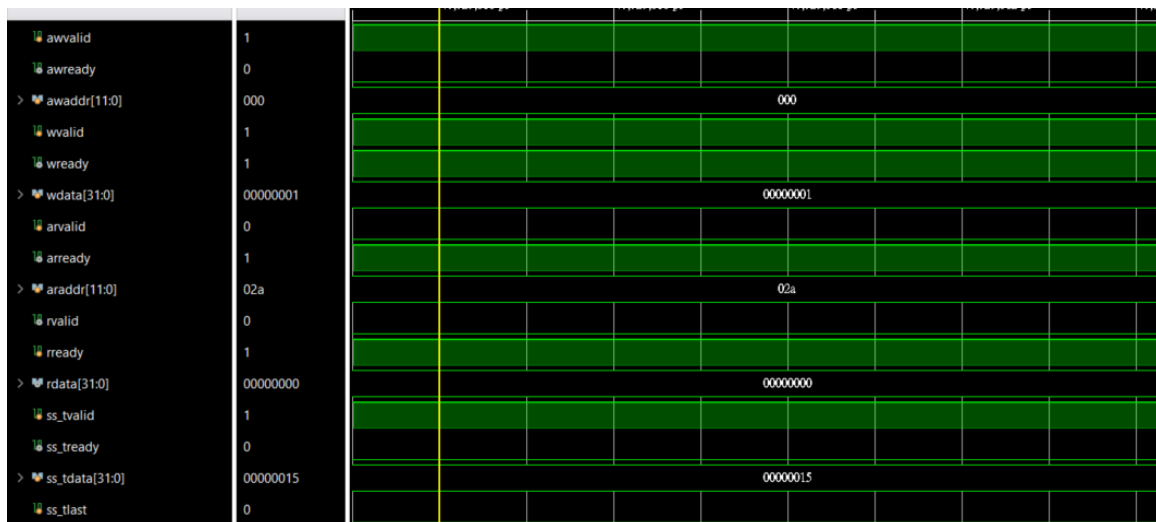 awvalid 1
awready 0
awaddr[11:0] 000 000
wvalid 1
wready 1
wdata[31:0] 00000001 00000001
arvalid 0
arready 1
araddr[11:0] 02a 02a
rvalid 0
rready 1
rdata[31:0] 00000000 00000000
ss_tvalid 1
ss_tready 0
ss_tdata[31:0] 00000015 00000015
ss_tlast 0